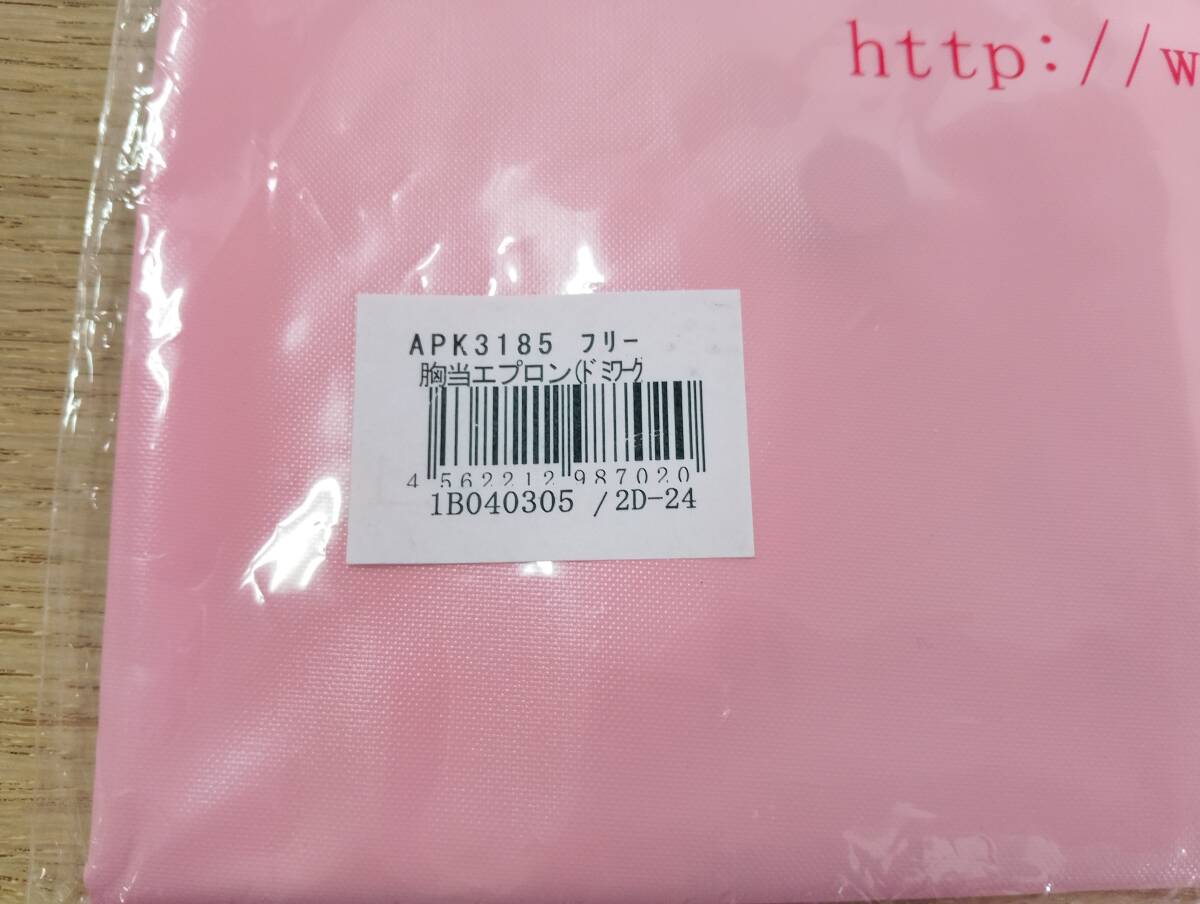 http://w
APK3185 フリー
胸当エプロン(ﾄﾞﾐﾜｰｸ
4 562212 987020
1B040305 /2D-24